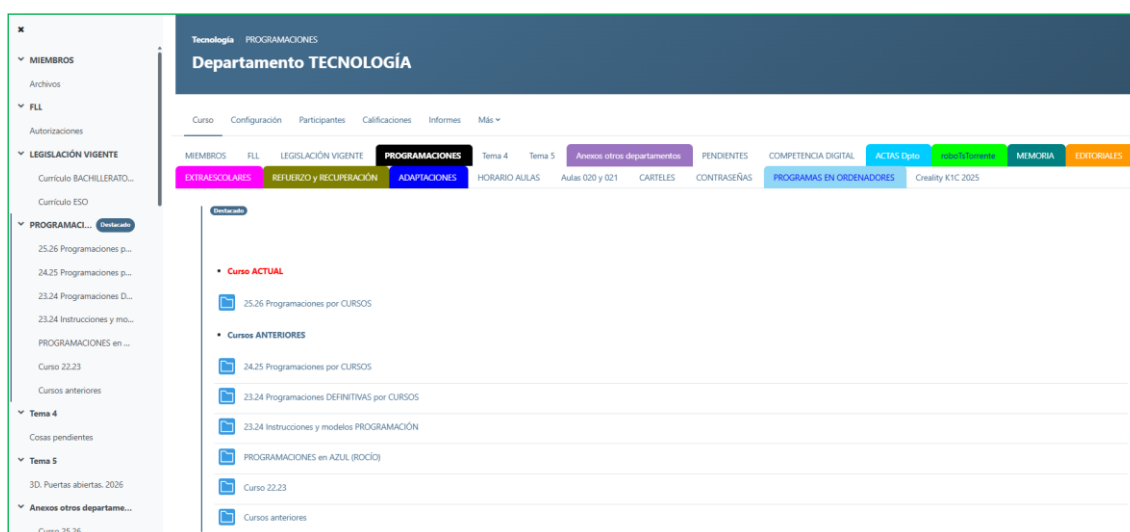 ✖
MIEMBROS
Archivos
FLL
Autorizaciones
LEGISLACIÓN VIGENTE
Currículo BACHILLERATO...
Currículo ESO
PROGRAMACI... Destacado
25.26 Programaciones p...
24.25 Programaciones p...
23.24 Programaciones D...
23.24 Instrucciones y mo...
PROGRAMACIONES en ...
Curso 22.23
Cursos anteriores
Tema 4
Cosas pendientes
Tema 5
3D. Puertas abiertas. 2026
Anexos otros departame...
Curso 25.26
Tecnología PROGRAMACIONES
Departamento TECNOLOGÍA
Curso Configuración Participantes Calificaciones Informes Más
MIEMBROS FLL LEGISLACIÓN VIGENTE PROGRAMACIONES Tema 4 Tema 5 Anexos otros departamentos PENDIENTES COMPETENCIA DIGITAL ACTAS Dpto roboTsTorrente MEMORIA EDITORIALES
EXTRAESCOLARES REFUERZO y RECUPERACIÓN ADAPTACIONES HORARIO AULAS Aulas 020 y 021 CARTELES CONTRASEÑAS PROGRAMAS EN ORDENADORES Creality K1C 2025
Destacado
• Curso ACTUAL
25.26 Programaciones por CURSOS
• Cursos ANTERIORES
24.25 Programaciones por CURSOS
23.24 Programaciones DEFINITIVAS por CURSOS
23.24 Instrucciones y modelos PROGRAMACIÓN
PROGRAMACIONES en AZUL (ROCÍO)
Curso 22.23
Cursos anteriores